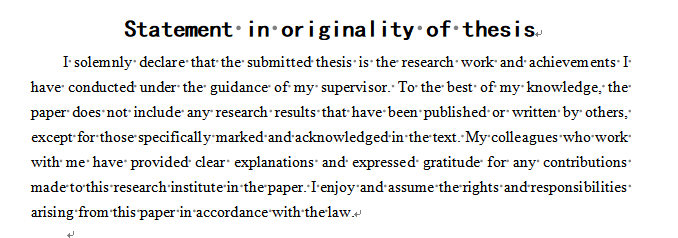 Statement in originality of thesis
I solemnly declare that the submitted thesis is the research work and achievements I
have conducted under the guidance of my supervisor. To the best of my knowledge, the
paper does not include any research results that have been published or written by others,
except for those specifically marked and acknowledged in the text. My colleagues who work
with me have provided clear explanations and expressed gratitude for any contributions
made to this research institute in the paper. I enjoy and assume the rights and responsibilities
arising from this paper in accordance with the law.